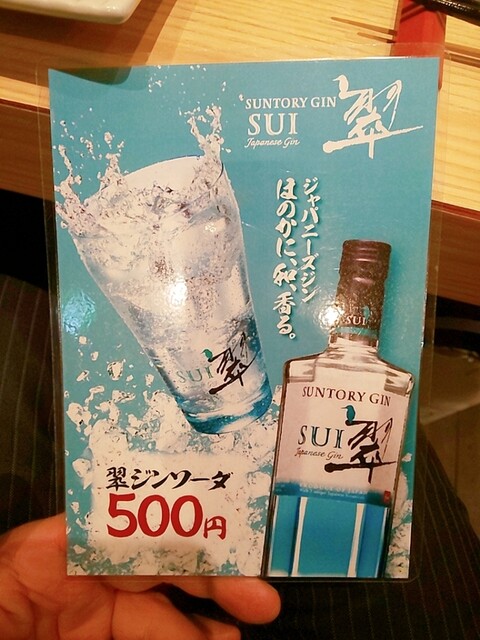 SUNTORY GIN
SUI
Japanese Gin
翠
ジャパニーズジン
ほのかに、和、香る。
SUI
翠
SUI
SUNTORY GIN
SUI
Japanese Gin
翠
翠ジンソーダ
500円